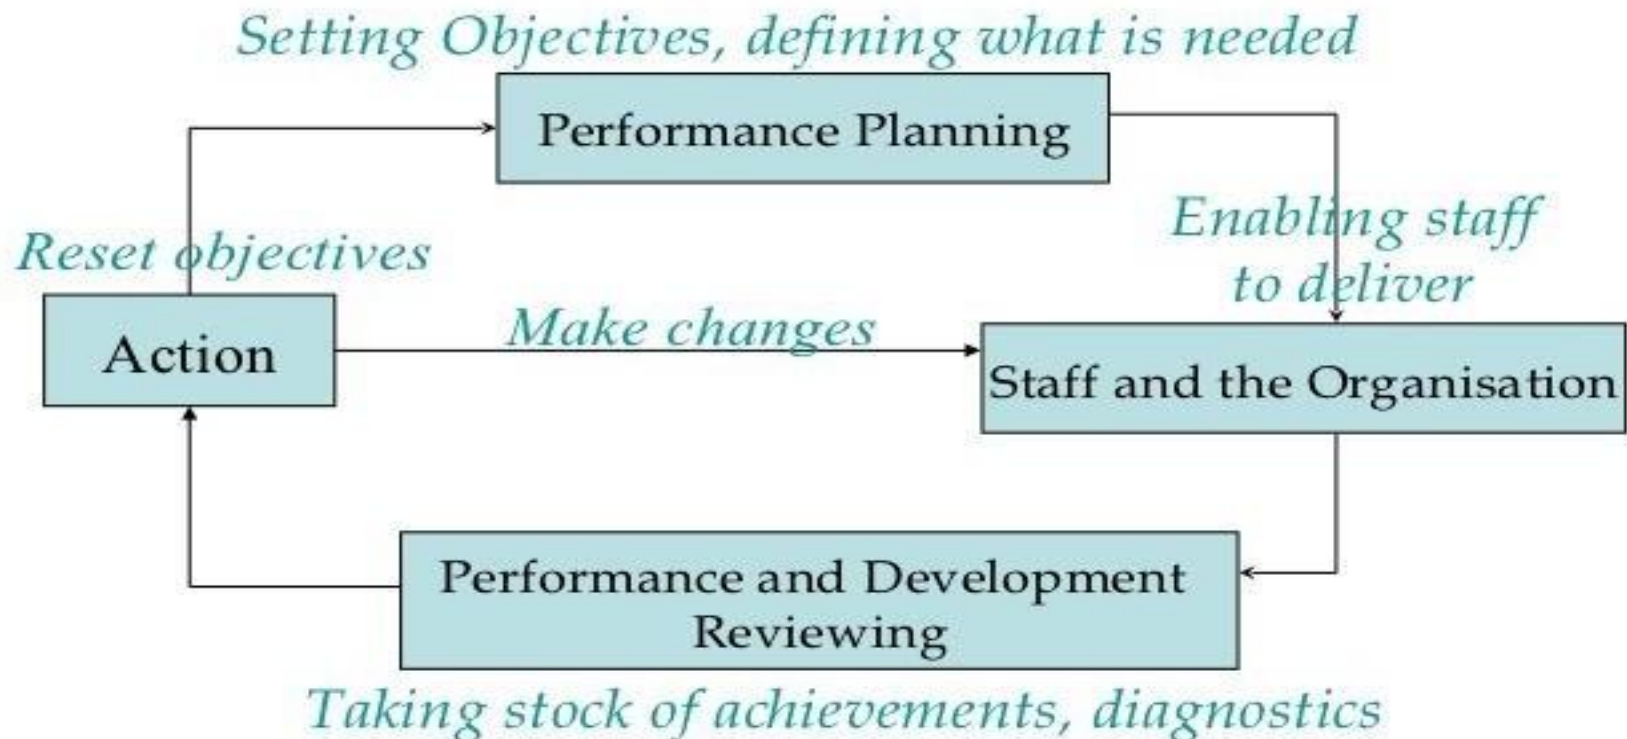 Setting Objectives, defining what is needed
Performance Planning
Enabling staff
to deliver
Reset objectives
Make changes
Action
Staff and the Organisation
Performance and Development
Reviewing
Taking stock of achievements, diagnostics